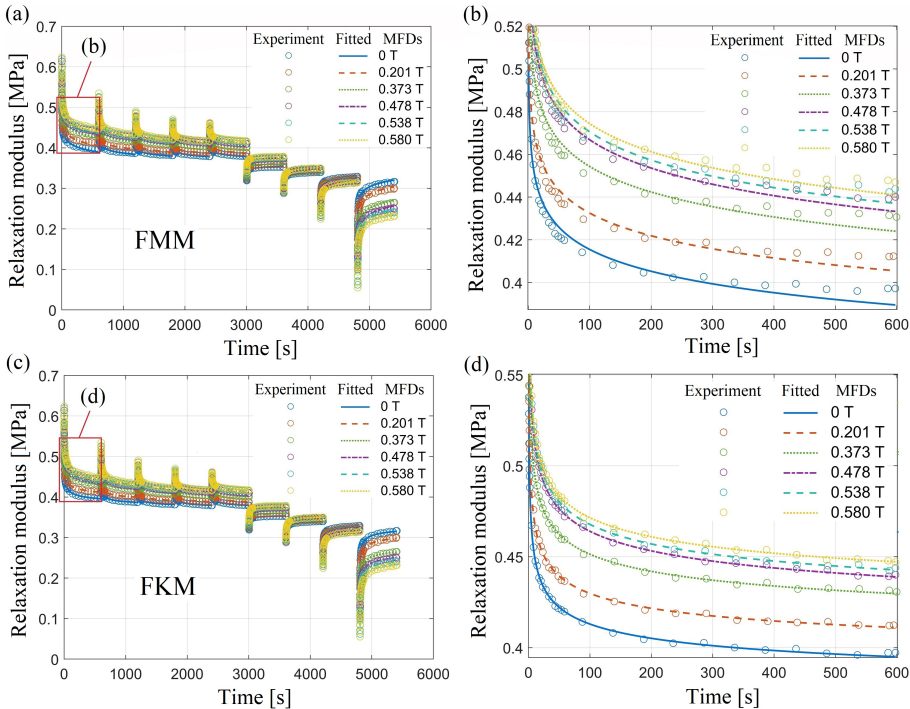 (a)
Relaxation modulus [MPa]
0.7
0.6
0.5
0.4
0.3
0.2
0.1
0
0 1000 2000 3000 4000 5000 6000
Time [s]
(b)
FMM
Experiment Fitted MFDs
0 T
0.201 T
0.373 T
0.478 T
0.538 T
0.580 T
(b)
Relaxation modulus [MPa]
0.52
0.5
0.48
0.46
0.44
0.42
0.4
0 100 200 300 400 500 600
Time [s]
Experiment Fitted MFDs
0 T
0.201 T
0.373 T
0.478 T
0.538 T
0.580 T
(c)
Relaxation modulus [MPa]
0.7
0.6
0.5
0.4
0.3
0.2
0.1
0
0 1000 2000 3000 4000 5000 6000
Time [s]
(d)
FKM
Experiment Fitted MFDs
0 T
0.201 T
0.373 T
0.478 T
0.538 T
0.580 T
(d)
Relaxation modulus [MPa]
0.55
0.5
0.45
0.4
0 100 200 300 400 500 600
Time [s]
Experiment Fitted MFDs
0 T
0.201 T
0.373 T
0.478 T
0.538 T
0.580 T